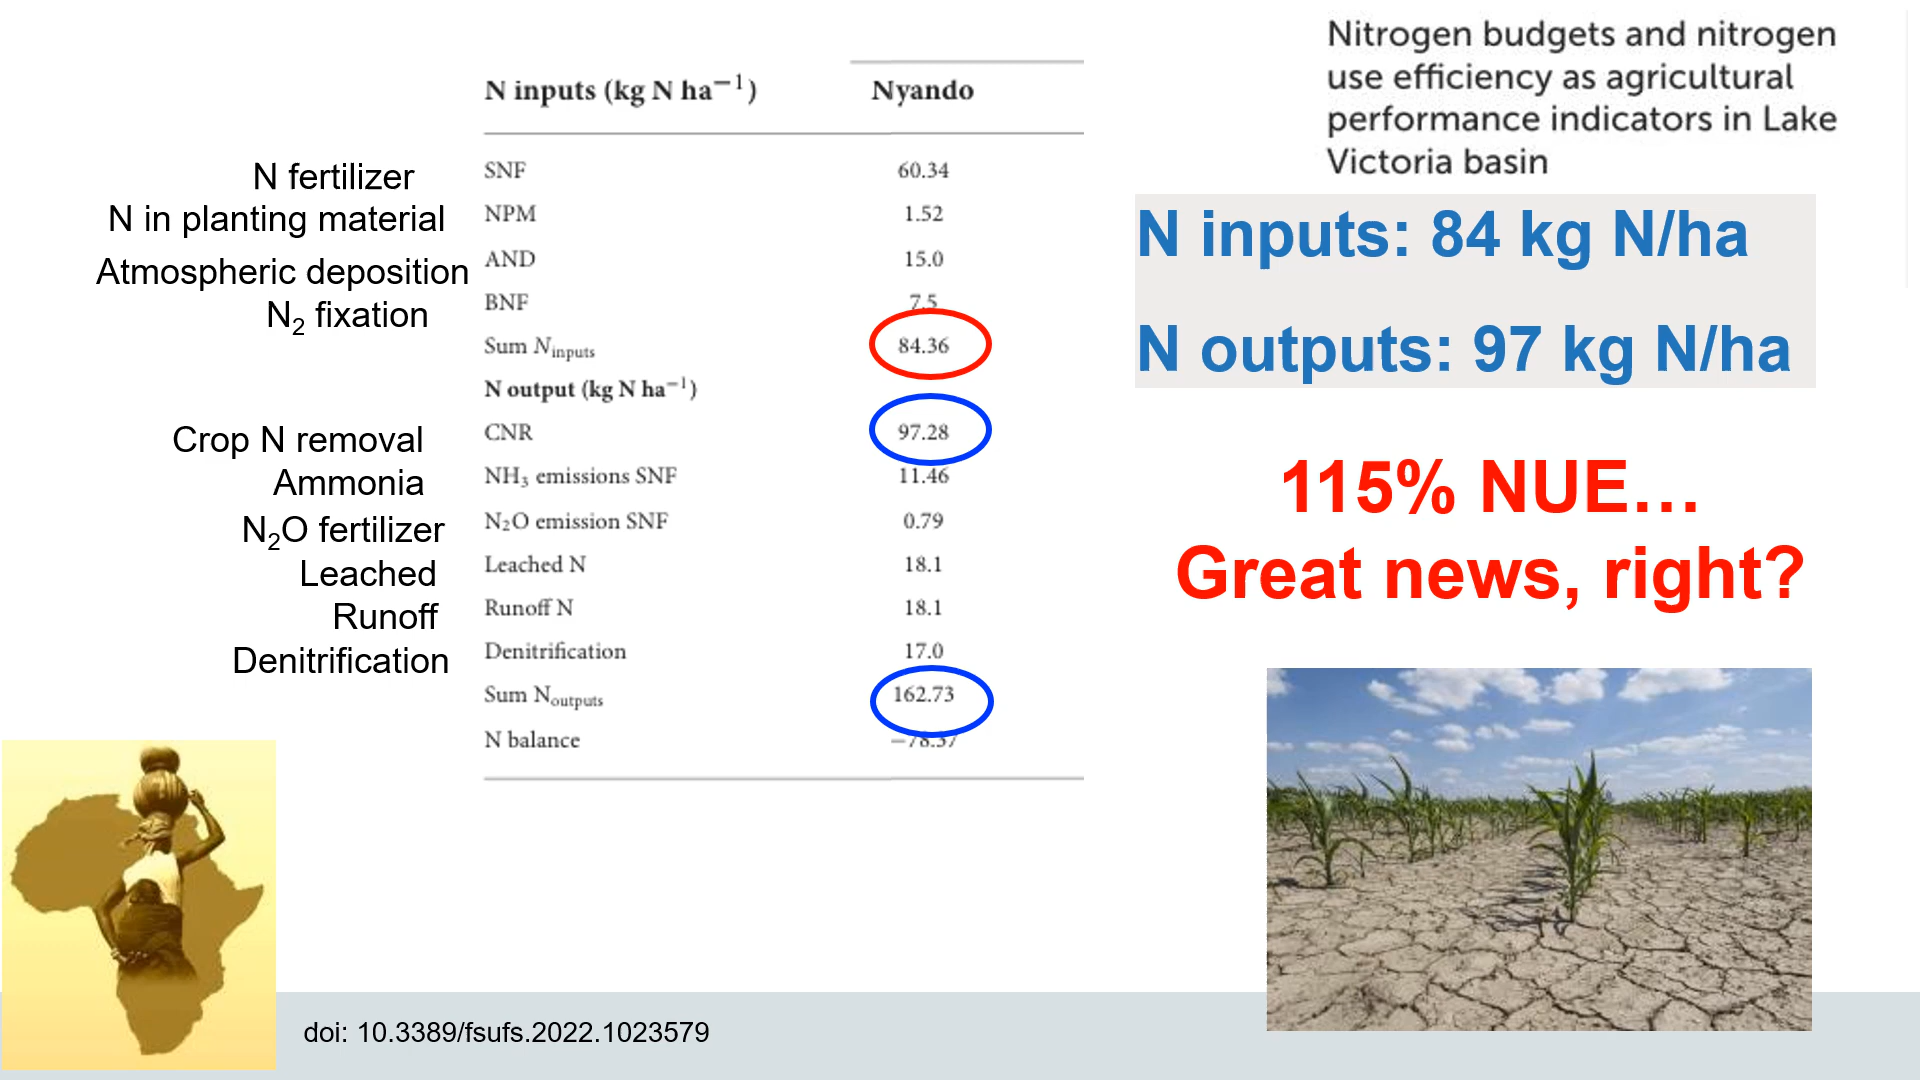 Nitrogen budgets and nitrogen
use efficiency as agricultural
performance indicators in Lake
Victoria basin
N inputs (kg N ha⁻¹) Nyando
N fertilizer SNF 60.34
N in planting material NPM 1.52
Atmospheric deposition AND 15.0
N₂ fixation BNF 7.5
Sum Ninputs 84.36
N output (kg N ha⁻¹)
Crop N removal CNR 97.28
Ammonia NH₃ emissions SNF 11.46
N₂O fertilizer N₂O emission SNF 0.79
Leached Leached N 18.1
Runoff Runoff N 18.1
Denitrification Denitrification 17.0
Sum Noutputs 162.73
N balance −78.37
N inputs: 84 kg N/ha
N outputs: 97 kg N/ha
115% NUE…
Great news, right?
doi: 10.3389/fsufs.2022.1023579